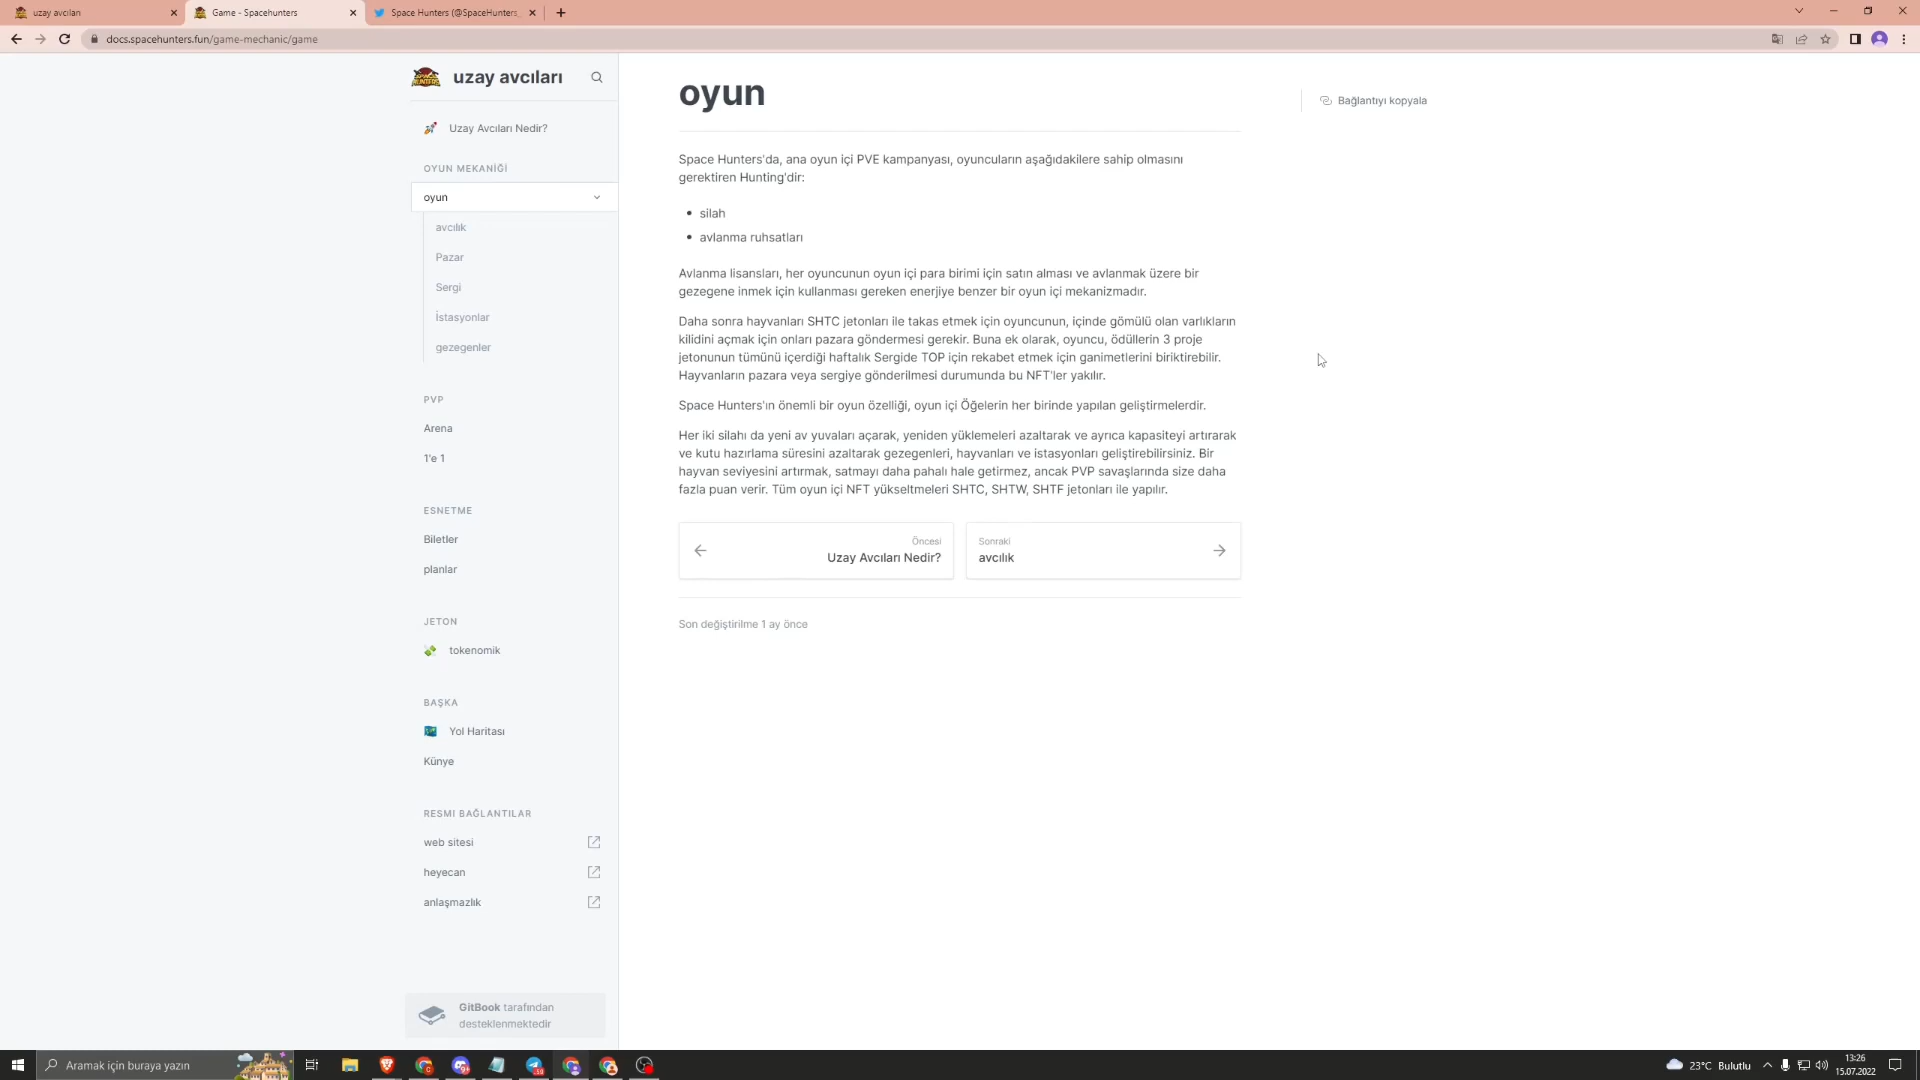 uzay avcıları
Game - Spacehunters
Space Hunters (@SpaceHunters_
docs.spacehunters.fun/game-mechanic/game
SPACE HUNTERS
uzay avcıları
Uzay Avcıları Nedir?
OYUN MEKANİĞİ
oyun
avcılık
Pazar
Sergi
İstasyonlar
gezegenler
PVP
Arena
1'e 1
ESNETME
Biletler
planlar
JETON
tokenomik
BAŞKA
Yol Haritası
Künye
RESMI BAĞLANTILAR
web sitesi
heyecan
anlaşmazlık
GitBook tarafından
desteklenmektedir
oyun
Bağlantıyı kopyala
Space Hunters'da, ana oyun içi PVE kampanyası, oyuncuların aşağıdakilere sahip olmasını
gerektiren Hunting'dir:
silah
avlanma ruhsatları
Avlanma lisansları, her oyuncunun oyun içi para birimi için satın alması ve avlanmak üzere bir
gezegene inmek için kullanması gereken enerjiye benzer bir oyun içi mekanizmadır.
Daha sonra hayvanları SHTC jetonları ile takas etmek için oyuncunun, içinde gömülü olan varlıkların
kilidini açmak için onları pazara göndermesi gerekir. Buna ek olarak, oyuncu, ödüllerin 3 proje
jetonunun tümünü içerdiği haftalık Sergide TOP için rekabet etmek için ganimetlerini biriktirebilir.
Hayvanların pazara veya sergiye gönderilmesi durumunda bu NFT'ler yakılır.
Space Hunters'ın önemli bir oyun özelliği, oyun içi Öğelerin her birinde yapılan geliştirmelerdir.
Her iki silahı da yeni av yuvaları açarak, yeniden yüklemeleri azaltarak ve ayrıca kapasiteyi artırarak
ve kutu hazırlama süresini azaltarak gezegenleri, hayvanları ve istasyonları geliştirebilirsiniz. Bir
hayvan seviyesini artırmak, satmayı daha pahalı hale getirmez, ancak PVP savaşlarında size daha
fazla puan verir. Tüm oyun içi NFT yükseltmeleri SHTC, SHTW, SHTF jetonları ile yapılır.
Öncesi
Uzay Avcıları Nedir?
Sonraki
avcılık
Son değiştirilme 1 ay önce
Aramak için buraya yazın
23°C Bulutlu
13:26
15.07.2022